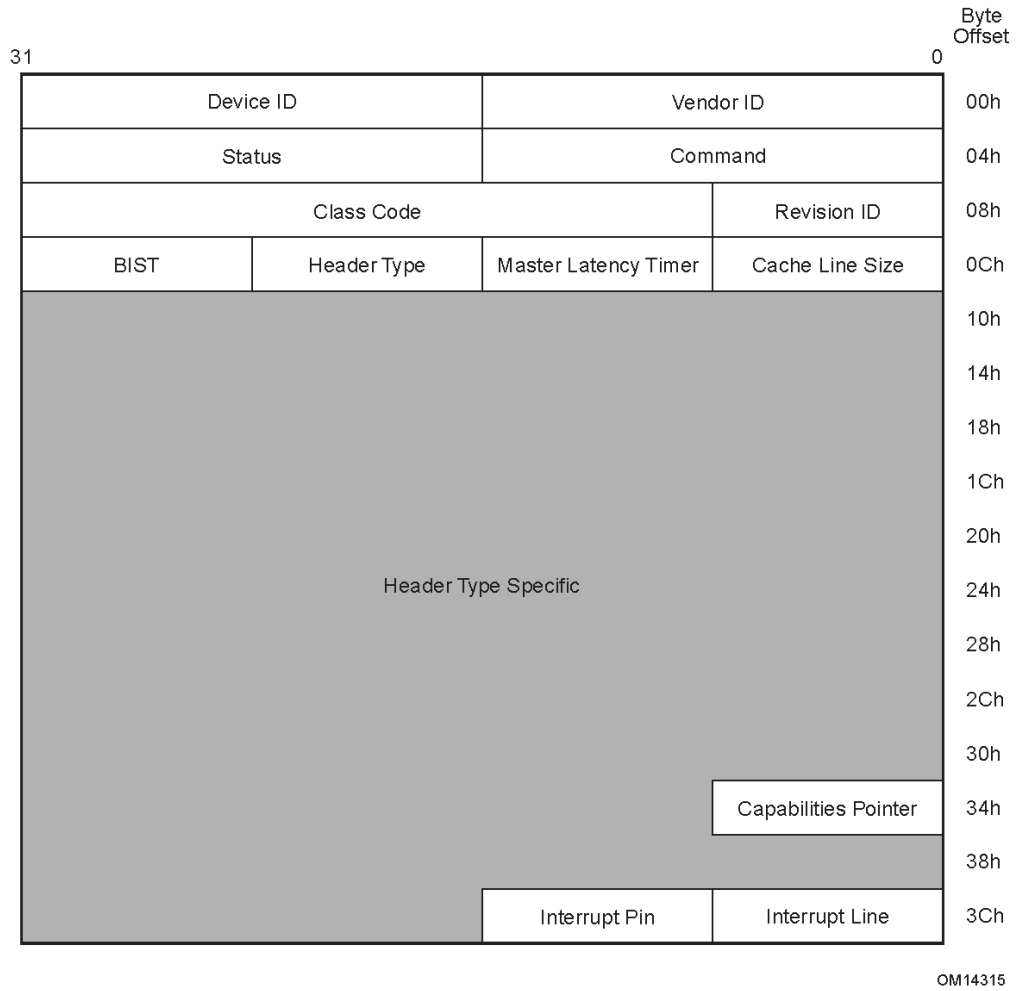 Byte
Offset
31 0
Device ID Vendor ID 00h
Status Command 04h
Class Code Revision ID 08h
BIST Header Type Master Latency Timer Cache Line Size 0Ch
10h
14h
18h
1Ch
20h
Header Type Specific 24h
28h
2Ch
30h
Capabilities Pointer 34h
38h
Interrupt Pin Interrupt Line 3Ch
OM14315